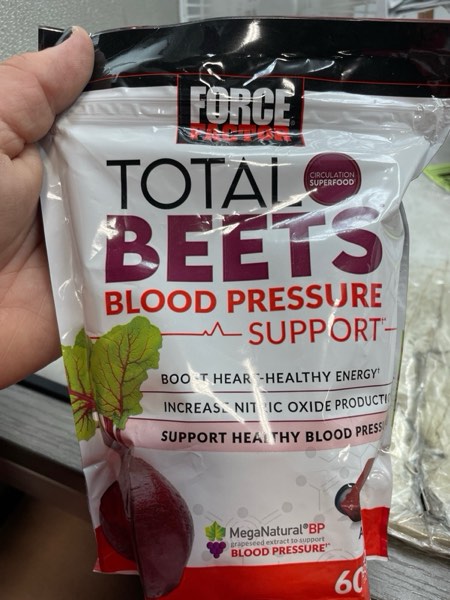 FORCE
FACTOR
TOTAL
CIRCULATION
SUPERFOOD®
BEETS
BLOOD PRESSURE
SUPPORT
BOOST HEART-HEALTHY ENERGY†
INCREASE NITRIC OXIDE PRODUCTI
SUPPORT HEALTHY BLOOD PRESS
MegaNatural®BP
grapeseed extract to support
BLOOD PRESSURE
60